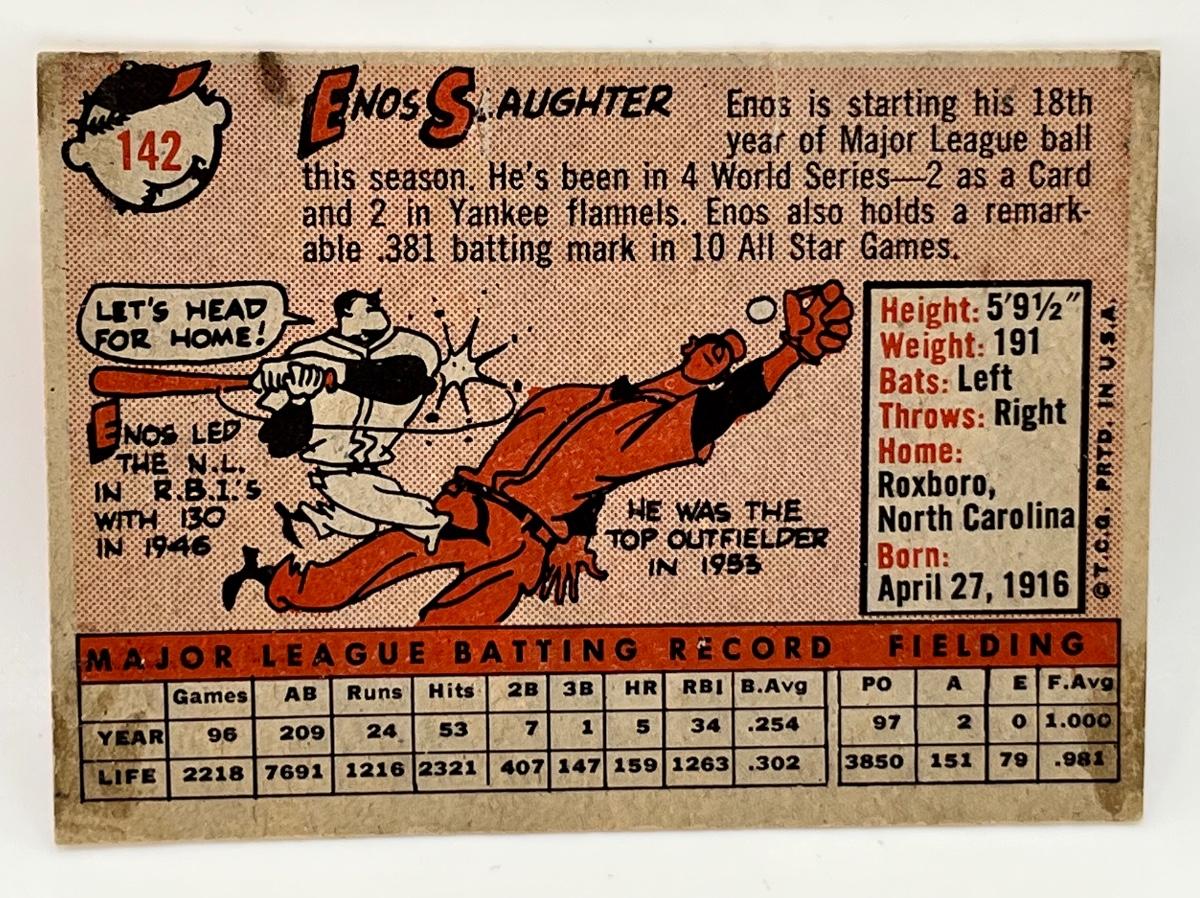 142
ENOS SLAUGHTER
Enos is starting his 18th
year of Major League ball
this season. He's been in 4 World Series—2 as a Card
and 2 in Yankee flannels. Enos also holds a remark-
able .381 batting mark in 10 All Star Games.
LET'S HEAD
FOR HOME!
ENOS LED
THE N.L.
IN R.B.I.'S
WITH 130
IN 1946
HE WAS THE
TOP OUTFIELDER
IN 1953
Height: 5'9½"
Weight: 191
Bats: Left
Throws: Right
Home:
Roxboro,
North Carolina
Born:
April 27, 1916
©T.C.G. PRTD. IN U.S.A.
MAJOR LEAGUE BATTING RECORD FIELDING
Games AB Runs Hits 2B 3B HR RBI B.Avg PO A E F.Avg
YEAR 96 209 24 53 7 1 5 34 .254 97 2 0 1.000
LIFE 2218 7691 1216 2321 407 147 159 1263 .302 3850 151 79 .981